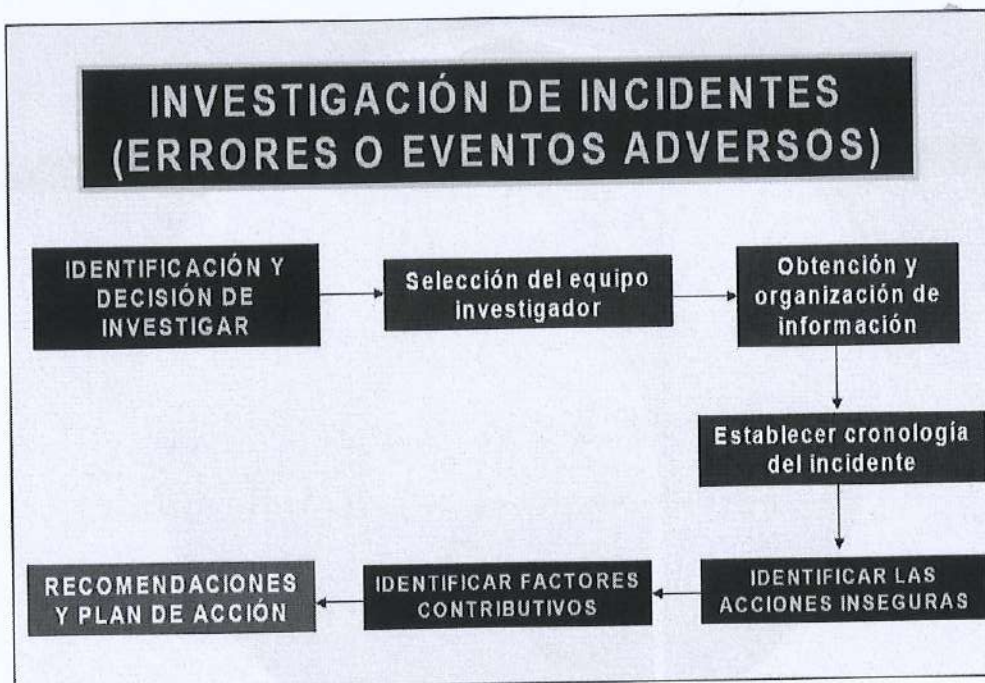 INVESTIGACIÓN DE INCIDENTES
(ERRORES O EVENTOS ADVERSOS)
IDENTIFICACIÓN Y
DECISIÓN DE
INVESTIGAR
Selección del equipo
investigador
Obtención y
organización de
información
Establecer cronología
del incidente
IDENTIFICAR LAS
ACCIONES INSEGURAS
IDENTIFICAR FACTORES
CONTRIBUTIVOS
RECOMENDACIONES
Y PLAN DE ACCIÓN